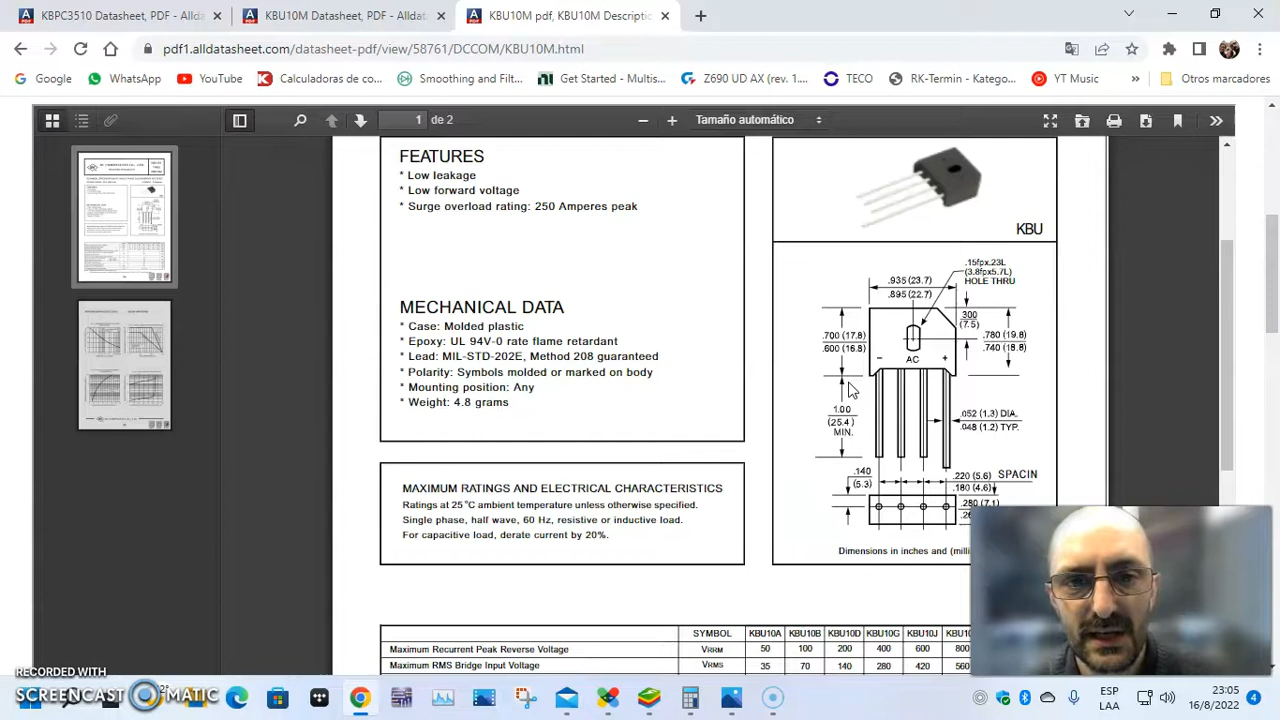 KBPC3510 Datasheet, PDF - Alldata
KBU10M Datasheet, PDF - Alldata
KBU10M pdf, KBU10M Descriptio
pdf1.alldatasheet.com/datasheet-pdf/view/58761/DCCOM/KBU10M.html
Google
WhatsApp
YouTube
Calculadoras de co...
Smoothing and Filt...
Get Started - Multis...
Z690 UD AX (rev. 1....
TECO
RK-Termin - Katego...
YT Music
»
Otros marcadores
1 de 2
Tamaño automático
FEATURES
* Low leakage
* Low forward voltage
* Surge overload rating: 250 Amperes peak
MECHANICAL DATA
* Case: Molded plastic
* Epoxy: UL 94V-0 rate flame retardant
* Lead: MIL-STD-202E, Method 208 guaranteed
* Polarity: Symbols molded or marked on body
* Mounting position: Any
* Weight: 4.8 grams
MAXIMUM RATINGS AND ELECTRICAL CHARACTERISTICS
Ratings at 25 °C ambient temperature unless otherwise specified.
Single phase, half wave, 60 Hz, resistive or inductive load.
For capacitive load, derate current by 20%.
KBU
.15fpx.23L
(3.8fpx5.7L)
HOLE THRU
.935 (23.7)
.895 (22.7)
.300
(7.5)
.700 (17.8)
.600 (16.8)
.780 (19.8)
.740 (18.8)
- AC +
1.00
(25.4)
MIN.
.052 (1.3) DIA.
.048 (1.2) TYP.
.140
(5.3)
.220 (5.6) SPACIN
.180 (4.6)
.280 (7.1)
Dimensions in inches and (milli
SYMBOL KBU10A KBU10B KBU10D KBU10G KBU10J
Maximum Recurrent Peak Reverse Voltage VRRM 50 100 200 400 600 800
Maximum RMS Bridge Input Voltage VRMS 35 70 140 280 420 560
RECORDED WITH
SCREENCAST MATIC
ESP
LAA
23:05
16/8/2022
4